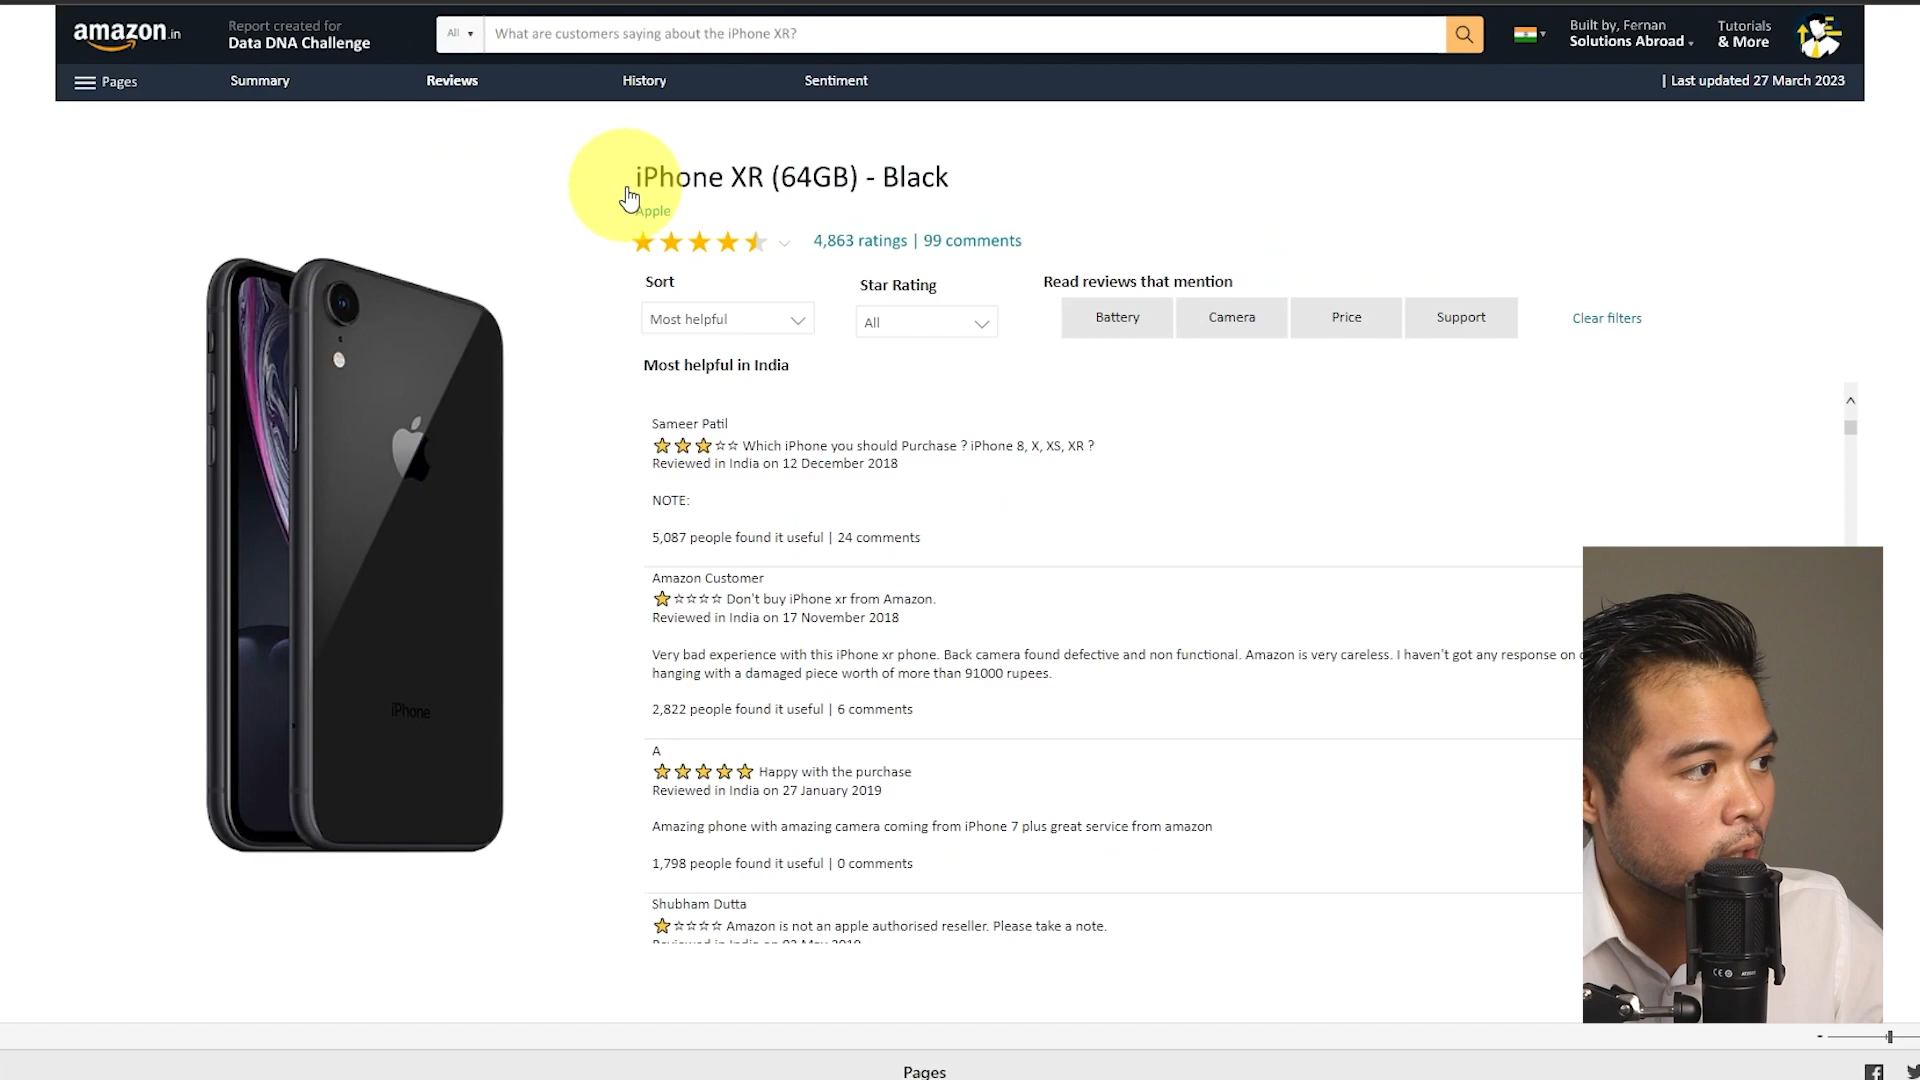 amazon.in
Report created for
Data DNA Challenge
All
What are customers saying about the iPhone XR?
Built by, Fernan
Solutions Abroad
Tutorials
& More
Pages
Summary
Reviews
History
Sentiment
| Last updated 27 March 2023
iPhone XR (64GB) - Black
Apple
4,863 ratings | 99 comments
Sort
Star Rating
Read reviews that mention
Most helpful
All
Battery
Camera
Price
Support
Clear filters
Most helpful in India
Sameer Patil
Which iPhone you should Purchase ? iPhone 8, X, XS, XR ?
Reviewed in India on 12 December 2018
NOTE:
5,087 people found it useful | 24 comments
Amazon Customer
Don't buy iPhone xr from Amazon.
Reviewed in India on 17 November 2018
Very bad experience with this iPhone xr phone. Back camera found defective and non functional. Amazon is very careless. I haven't got any response on
hanging with a damaged piece worth of more than 91000 rupees.
2,822 people found it useful | 6 comments
A
Happy with the purchase
Reviewed in India on 27 January 2019
Amazing phone with amazing camera coming from iPhone 7 plus great service from amazon
1,798 people found it useful | 0 comments
Shubham Dutta
Amazon is not an apple authorised reseller. Please take a note.
Reviewed in India on 02 May 2019
iPhone
Pages